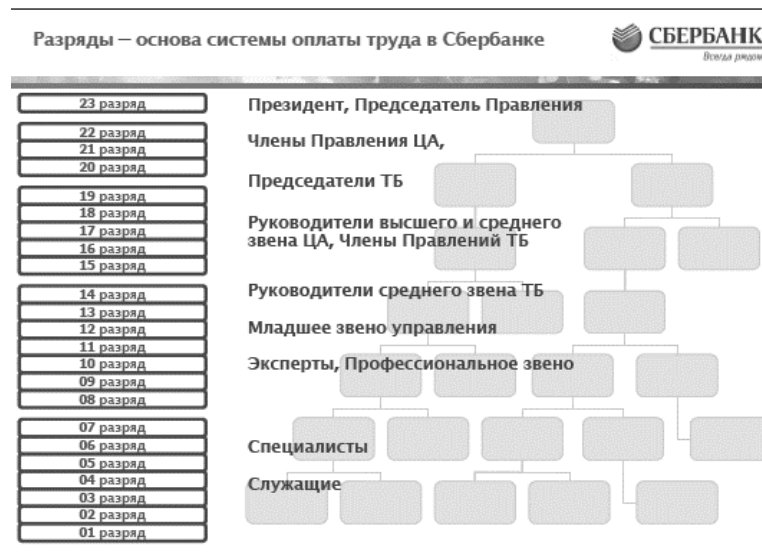 Разряды – основа системы оплаты труда в Сбербанке
СБЕРБАНК
Всегда рядом
23 разряд
Президент, Председатель Правления
22 разряд
21 разряд
20 разряд
Члены Правления ЦА,
Председатели ТБ
19 разряд
18 разряд
17 разряд
16 разряд
15 разряд
Руководители высшего и среднего
звена ЦА, Члены Правлений ТБ
14 разряд
13 разряд
12 разряд
11 разряд
10 разряд
09 разряд
08 разряд
Руководители среднего звена ТБ
Младшее звено управления
Эксперты, Профессиональное звено
07 разряд
06 разряд
05 разряд
04 разряд
03 разряд
02 разряд
01 разряд
Специалисты
Служащие